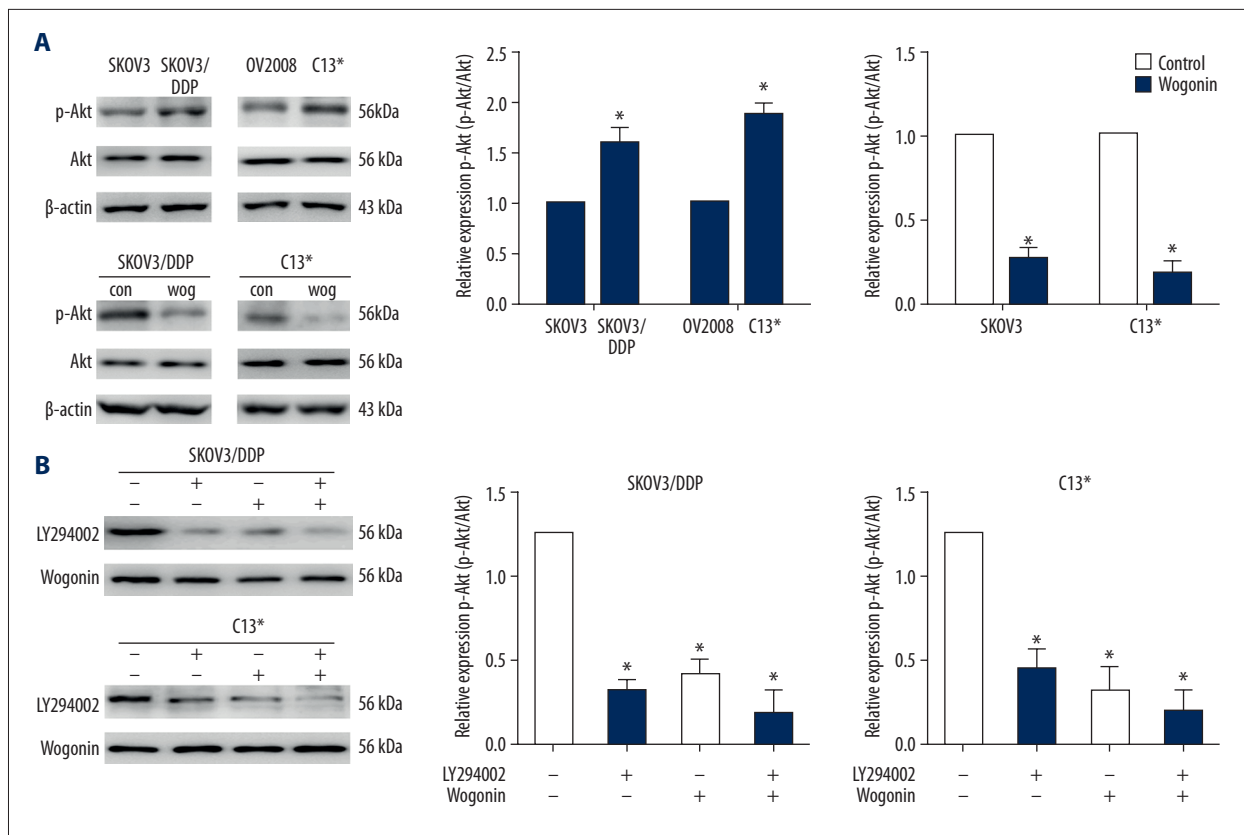 A
SKOV3 SKOV3/DDP OV2008 C13*
p-Akt 56kDa
Akt 56 kDa
β-actin 43 kDa
SKOV3/DDP C13*
con wog con wog
p-Akt 56kDa
Akt 56 kDa
β-actin 43 kDa
Relative expression p-Akt (p-Akt/Akt)
2.5
2.0
1.5
1.0
0.5
0.0
* *
SKOV3 SKOV3/DDP OV2008 C13*
Relative expression p-Akt (p-Akt/Akt)
1.5
1.0
0.5
0.0
Control
Wogonin
* *
SKOV3 C13*
B
SKOV3/DDP
– + – +
– – + +
LY294002 56 kDa
Wogonin 56 kDa
C13*
– + – +
– – + +
LY294002 56 kDa
Wogonin 56 kDa
SKOV3/DDP
Relative expression p-Akt (p-Akt/Akt)
1.5
1.0
0.5
0.0
* * *
LY294002 – + – +
Wogonin – – + +
C13*
Relative expression p-Akt (p-Akt/Akt)
1.5
1.0
0.5
0.0
* * *
LY294002 – + – +
Wogonin – – + +